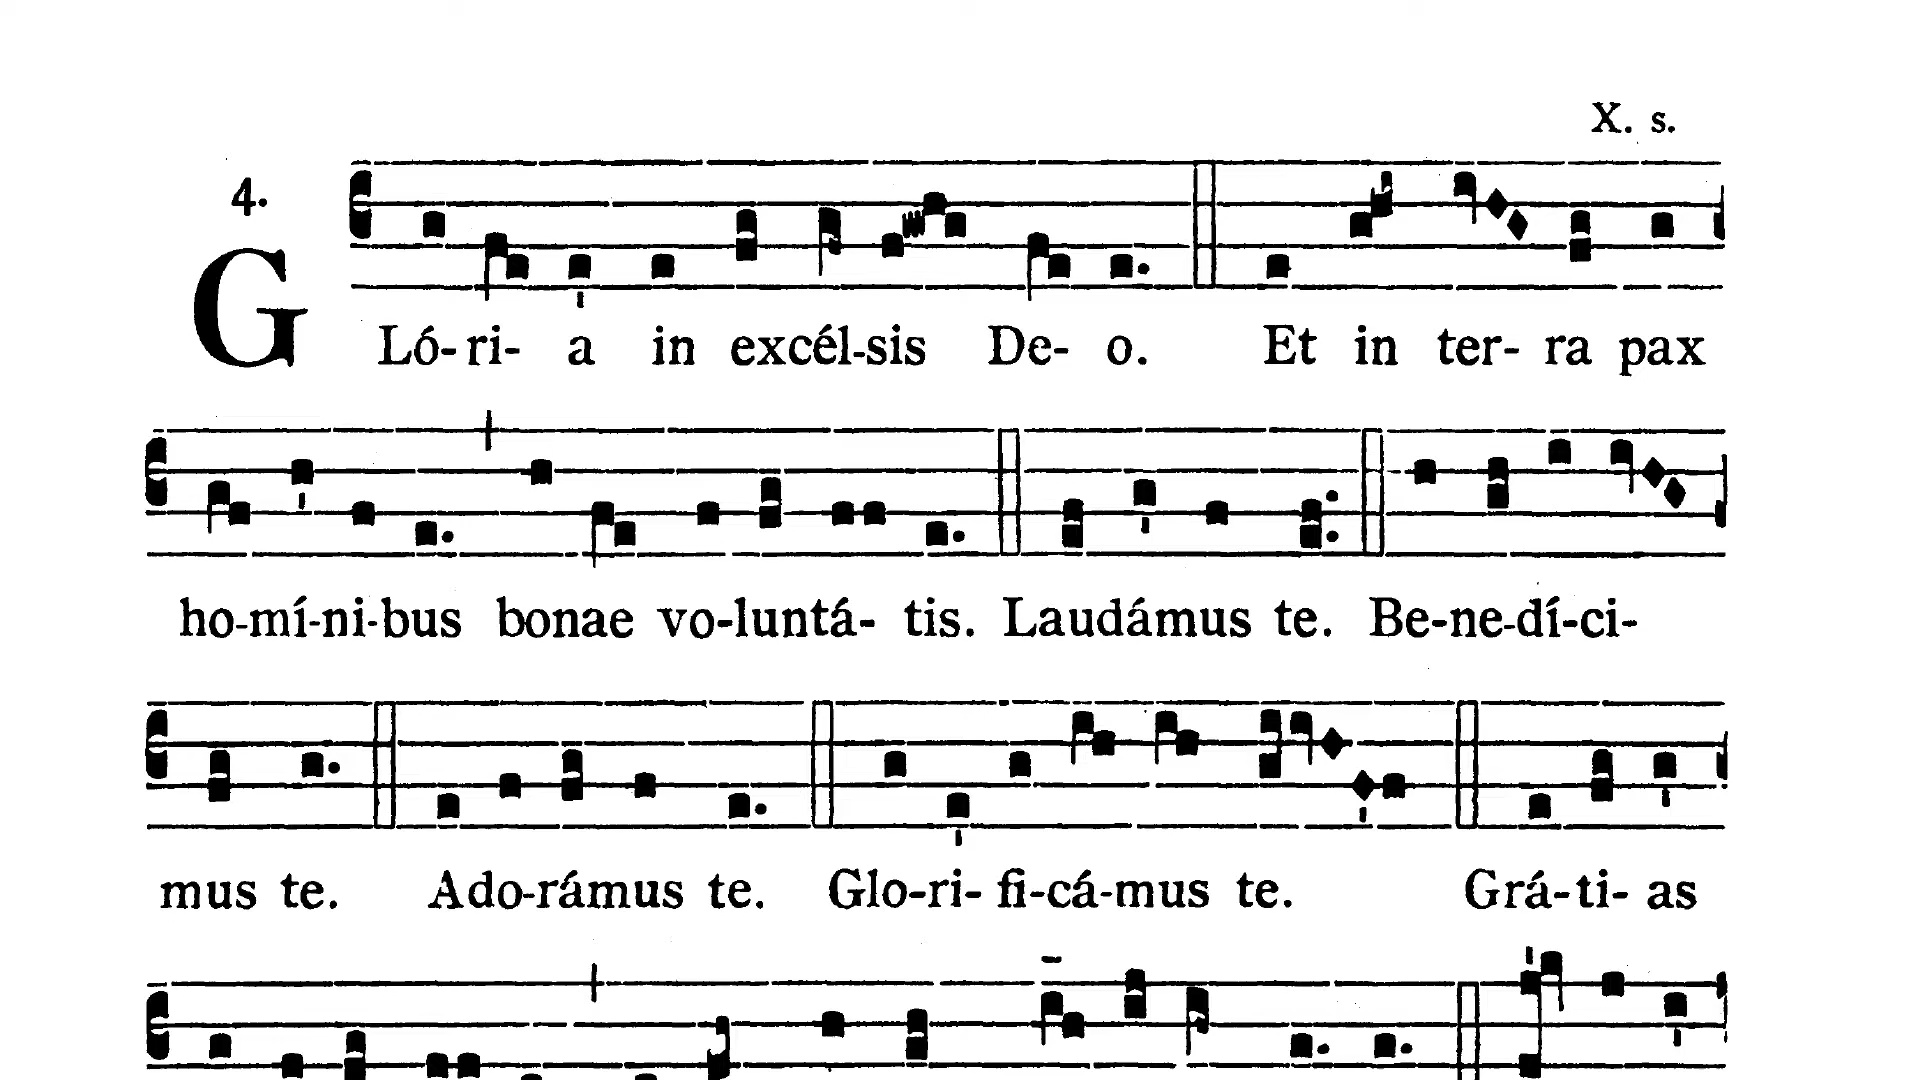 X. s.
4.
GLó-ri- a in excél-sis De- o. Et in ter- ra pax
ho-mí-ni-bus bonae vo-luntá- tis. Laudámus te. Be-ne-dí-ci-
mus te. Ado-rámus te. Glo-ri- fi-cá-mus te. Grá-ti- as